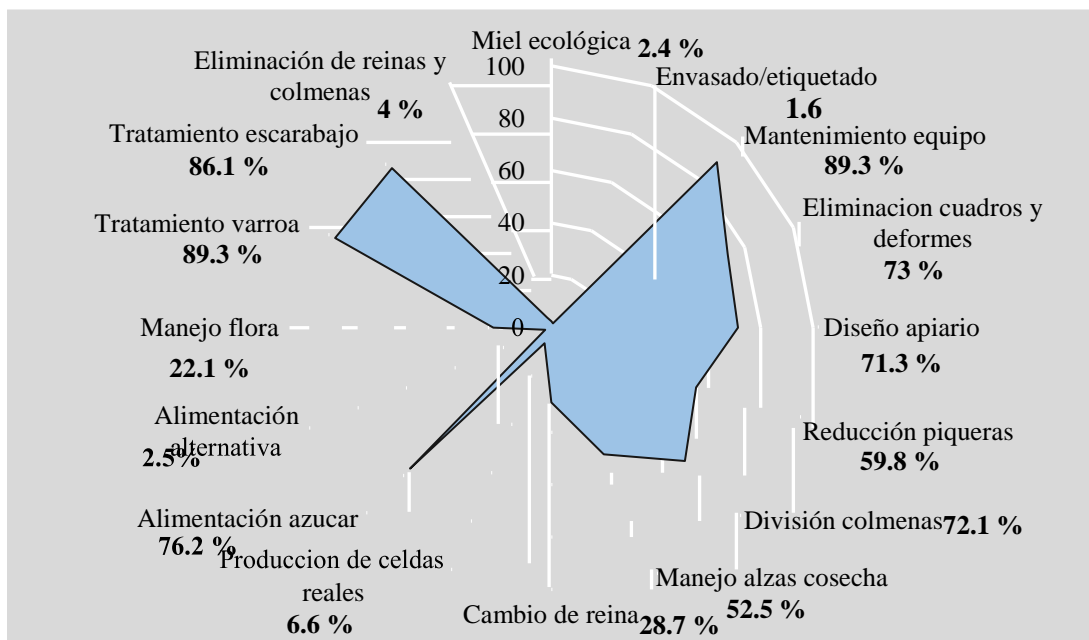 Miel ecológica 2.4 %
Envasado/etiquetado
1.6
Mantenimiento equipo
89.3 %
Eliminacion cuadros y
deformes
73 %
Diseño apiario
71.3 %
Reducción piqueras
59.8 %
División colmenas 72.1 %
Manejo alzas cosecha
52.5 %
Cambio de reina 28.7 %
Produccion de celdas
reales
6.6 %
Alimentación azucar
76.2 %
Alimentación
alternativa
2.5%
Manejo flora
22.1 %
Tratamiento varroa
89.3 %
Tratamiento escarabajo
86.1 %
Eliminación de reinas y
colmenas
4 %
100
80
60
40
20
0